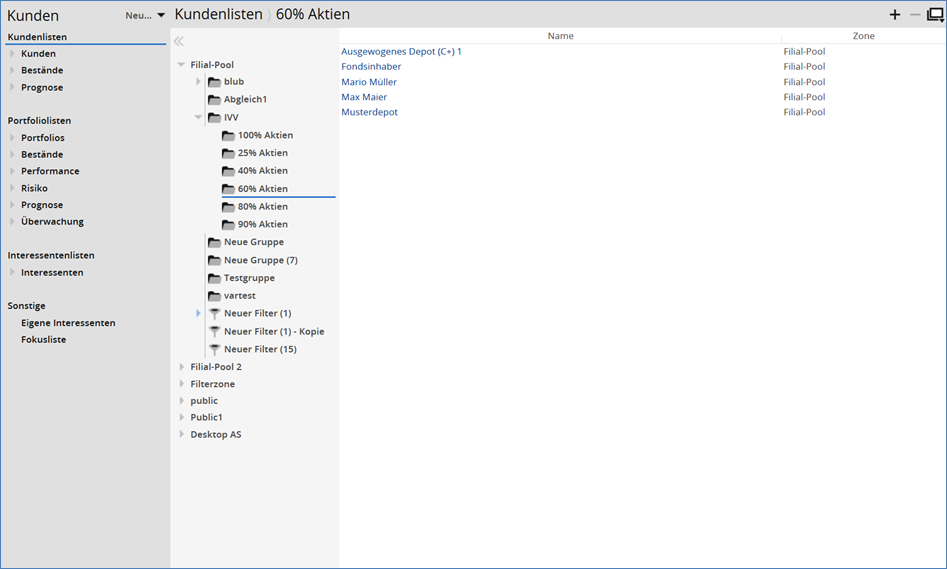 Kunden
Neu...
Kundenlisten
Kunden
Bestände
Prognose
Portfoliolisten
Portfolios
Bestände
Performance
Risiko
Prognose
Überwachung
Interessentenlisten
Interessenten
Sonstige
Eigene Interessenten
Fokusliste
Kundenlisten 60% Aktien
Filial-Pool
blub
Abgleich1
IVV
100% Aktien
25% Aktien
40% Aktien
60% Aktien
80% Aktien
90% Aktien
Neue Gruppe
Neue Gruppe (7)
Testgruppe
vartest
Neuer Filter (1)
Neuer Filter (1) - Kopie
Neuer Filter (15)
Filial-Pool 2
Filterzone
public
Public1
Desktop AS
Name Zone
Ausgewogenes Depot (C+) 1 Filial-Pool
Fondsinhaber Filial-Pool
Mario Müller Filial-Pool
Max Maier Filial-Pool
Musterdepot Filial-Pool